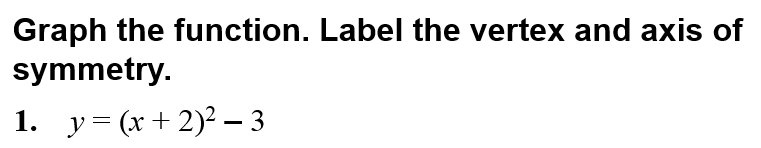 Graph the function. Label the vertex and axis of
symmetry.
1. y = (x + 2)² – 3